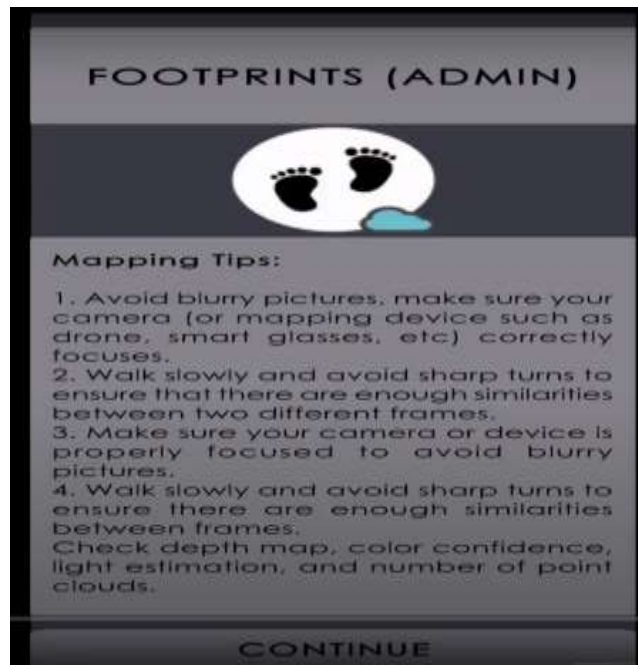 FOOTPRINTS (ADMIN)
Mapping Tips:
1. Avoid blurry pictures, make sure your
camera (or mapping device such as
drone, smart glasses, etc) correctly
focuses.
2. Walk slowly and avoid sharp turns to
ensure that there are enough similarities
between two different frames.
3. Make sure your camera or device is
properly focused to avoid blurry
pictures.
4. Walk slowly and avoid sharp turns to
ensure there are enough similarities
between frames.
Check depth map, color confidence,
light estimation, and number of point
clouds.
CONTINUE